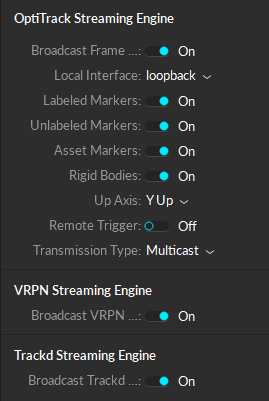 OptiTrack Streaming Engine
Broadcast Frame ...: On
Local Interface: loopback
Labeled Markers: On
Unlabeled Markers: On
Asset Markers: On
Rigid Bodies: On
Up Axis: Y Up
Remote Trigger: Off
Transmission Type: Multicast
VRPN Streaming Engine
Broadcast VRPN ...: On
Trackd Streaming Engine
Broadcast Trackd ...: On